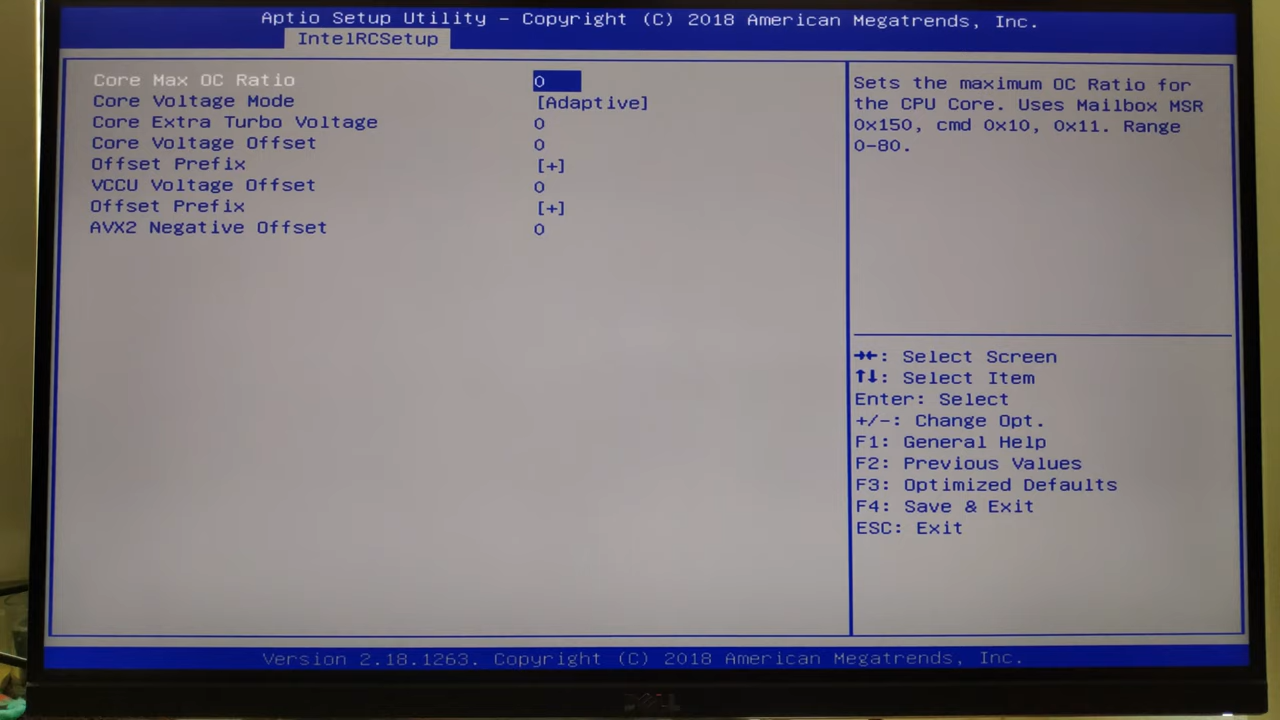 Aptio Setup Utility – Copyright (C) 2018 American Megatrends, Inc.
IntelRCSetup
Core Max OC Ratio 0
Core Voltage Mode [Adaptive]
Core Extra Turbo Voltage 0
Core Voltage Offset 0
Offset Prefix [+]
VCCU Voltage Offset 0
Offset Prefix [+]
AVX2 Negative Offset 0
Sets the maximum OC Ratio for
the CPU Core. Uses Mailbox MSR
0x150, cmd 0x10, 0x11. Range
0-80.
→←: Select Screen
↑↓: Select Item
Enter: Select
+/-: Change Opt.
F1: General Help
F2: Previous Values
F3: Optimized Defaults
F4: Save & Exit
ESC: Exit
Version 2.18.1263. Copyright (C) 2018 American Megatrends, Inc.